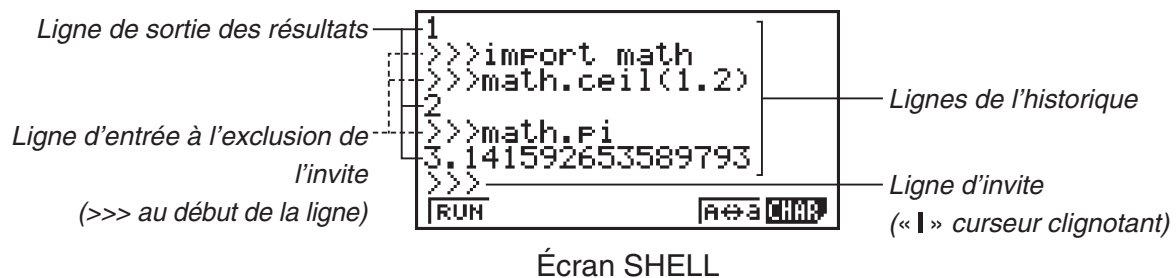 Ligne de sortie des résultats
Ligne d'entrée à l'exclusion de
l'invite
(>>> au début de la ligne)
1
>>>import math
>>>math.ceil(1.2)
2
>>>math.pi
3.141592653589793
>>>
RUN A↔a CHAR
Lignes de l'historique
Ligne d'invite
(« I » curseur clignotant)
Écran SHELL